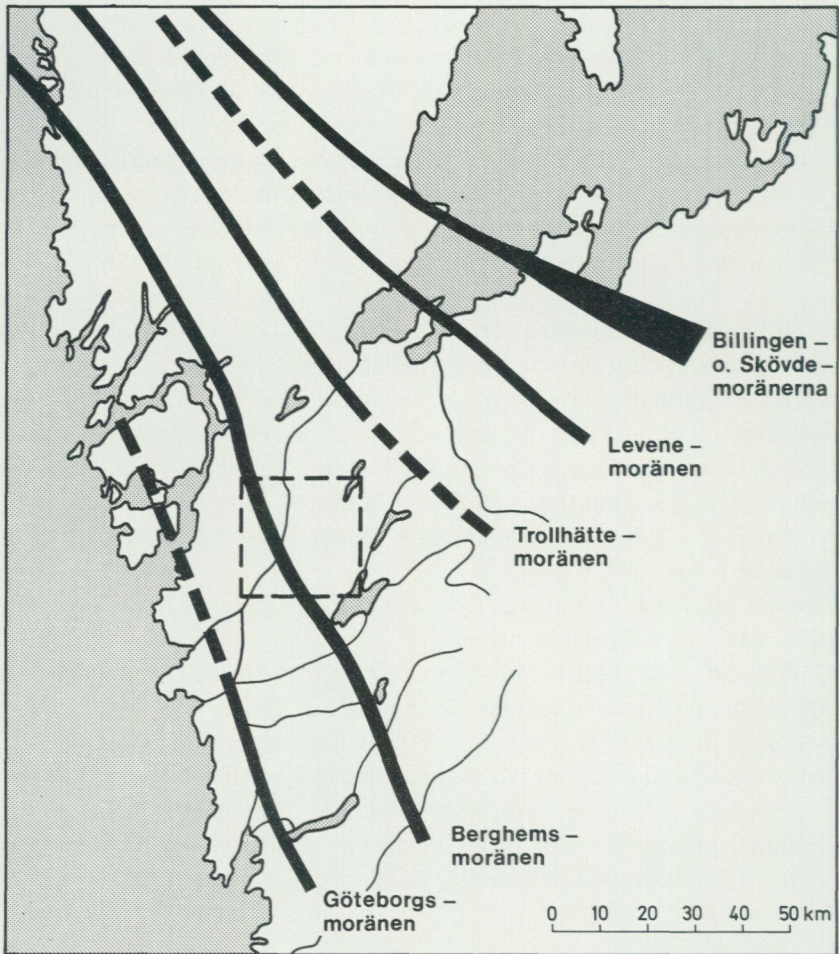 Billingen –
o. Skövde –
moränerna
Levene –
moränen
Trollhätte –
moränen
Berghems –
moränen
Göteborgs –
moränen
0 10 20 30 40 50 km